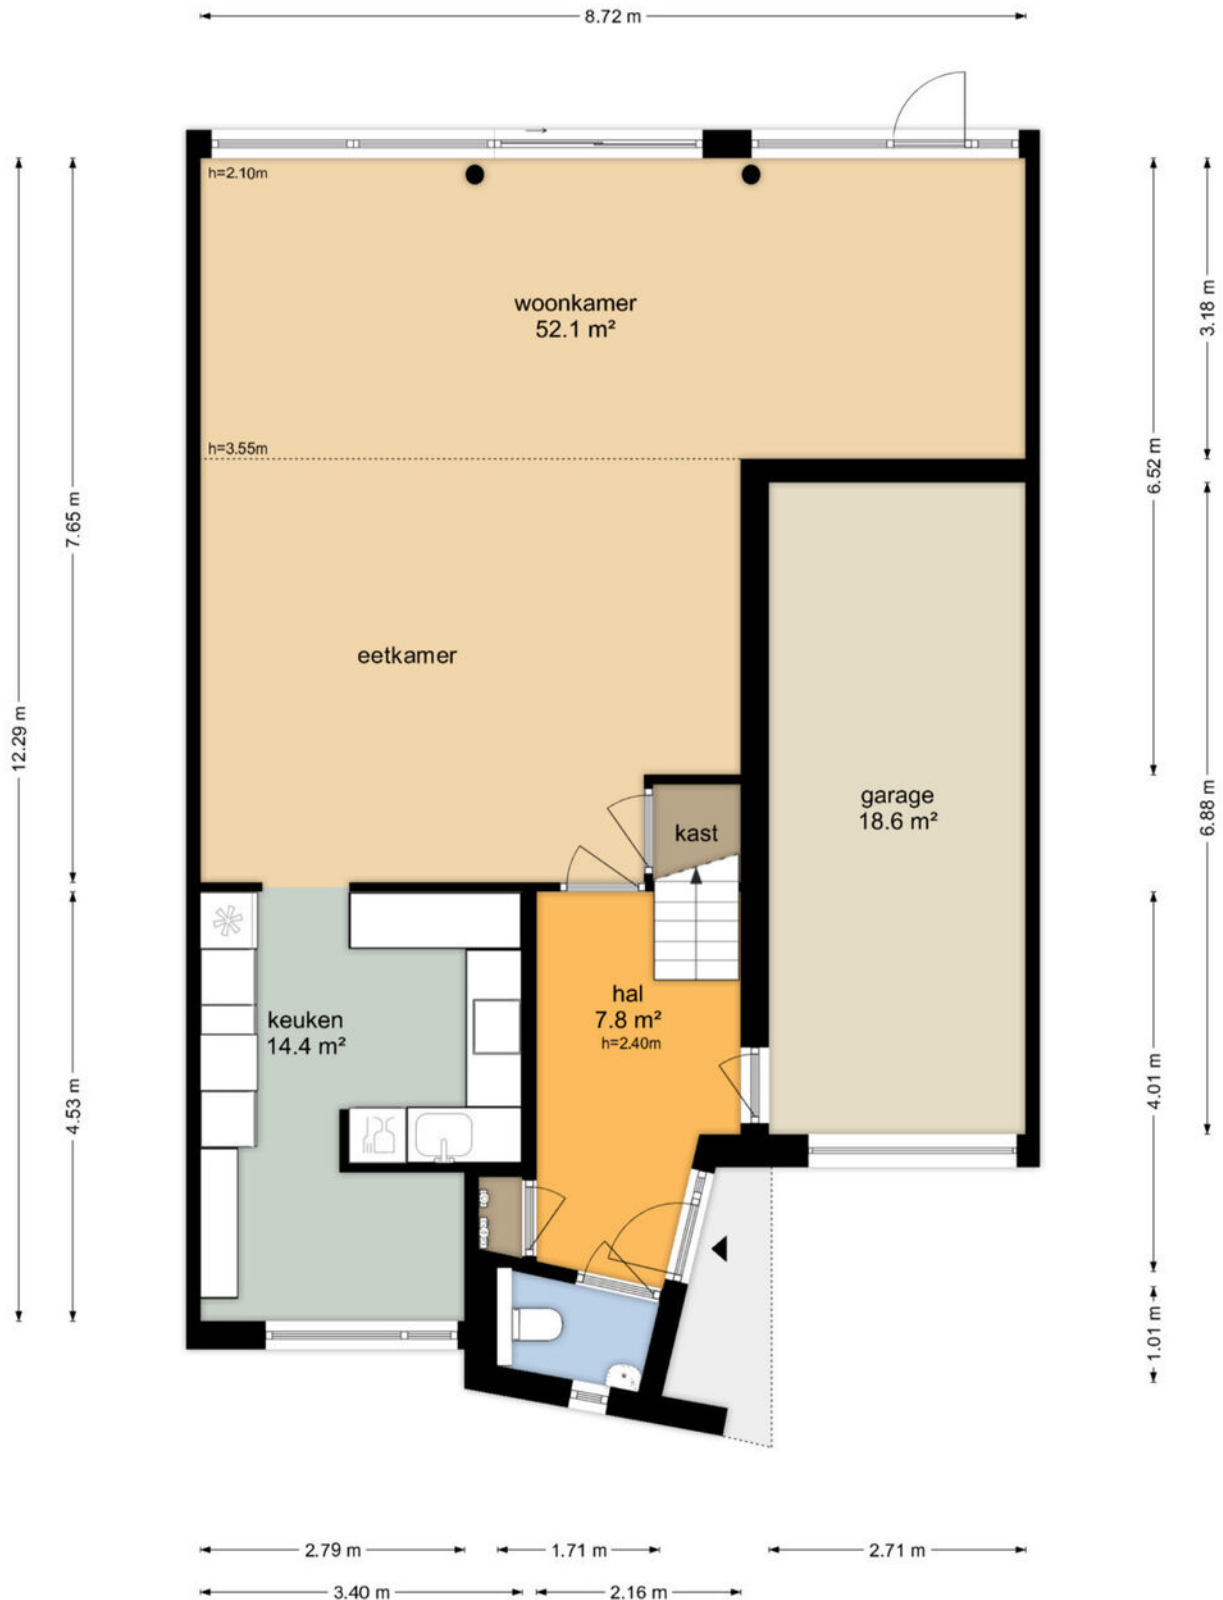 8.72 m
h=2.10m
woonkamer
52.1 m²
3.18 m
h=3.55m
6.52 m
7.65 m
eetkamer
12.29 m
garage
18.6 m²
6.88 m
kast
hal
7.8 m²
h=2.40m
keuken
14.4 m²
4.53 m
4.01 m
1.01 m
2.79 m
1.71 m
2.71 m
3.40 m
2.16 m